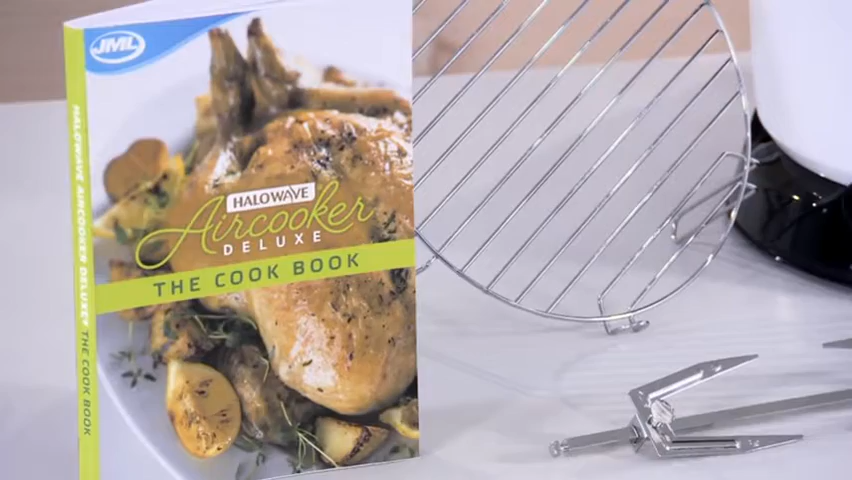 JML
HALOWAVE
Aircooker
DELUXE
THE COOK BOOK
HALOWAVE AIRCOOKER DELUXE® THE COOK BOOK